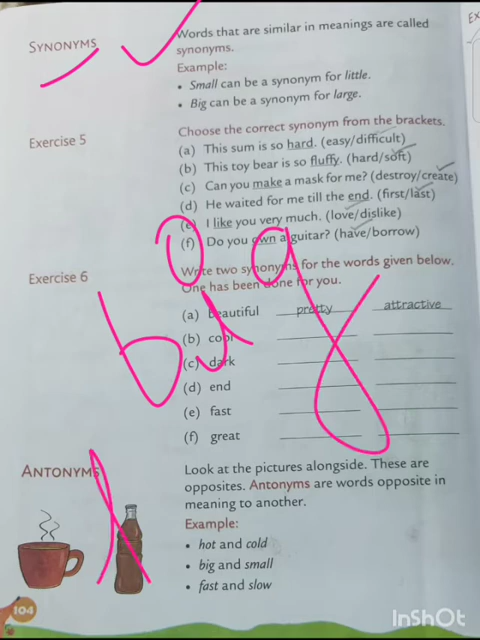 SYNONYMS
Words that are similar in meanings are called
synonyms.
Example:
• Small can be a synonym for little.
• Big can be a synonym for large.
Exercise 5
Choose the correct synonym from the brackets.
(a) This sum is so hard. (easy/difficult)
(b) This toy bear is so fluffy. (hard/soft)
(c) Can you make a mask for me? (destroy/create)
(d) He waited for me till the end. (first/last)
(e) I like you very much. (love/dislike)
(f) Do you own a guitar? (have/borrow)
Exercise 6
Write two synonyms for the words given below.
One has been done for you.
(a) beautiful pretty attractive
(b) cool
(c) dark
(d) end
(e) fast
(f) great
ANTONYMS
Look at the pictures alongside. These are
opposites. Antonyms are words opposite in
meaning to another.
Example:
• hot and cold
• big and small
• fast and slow
104
InShOt